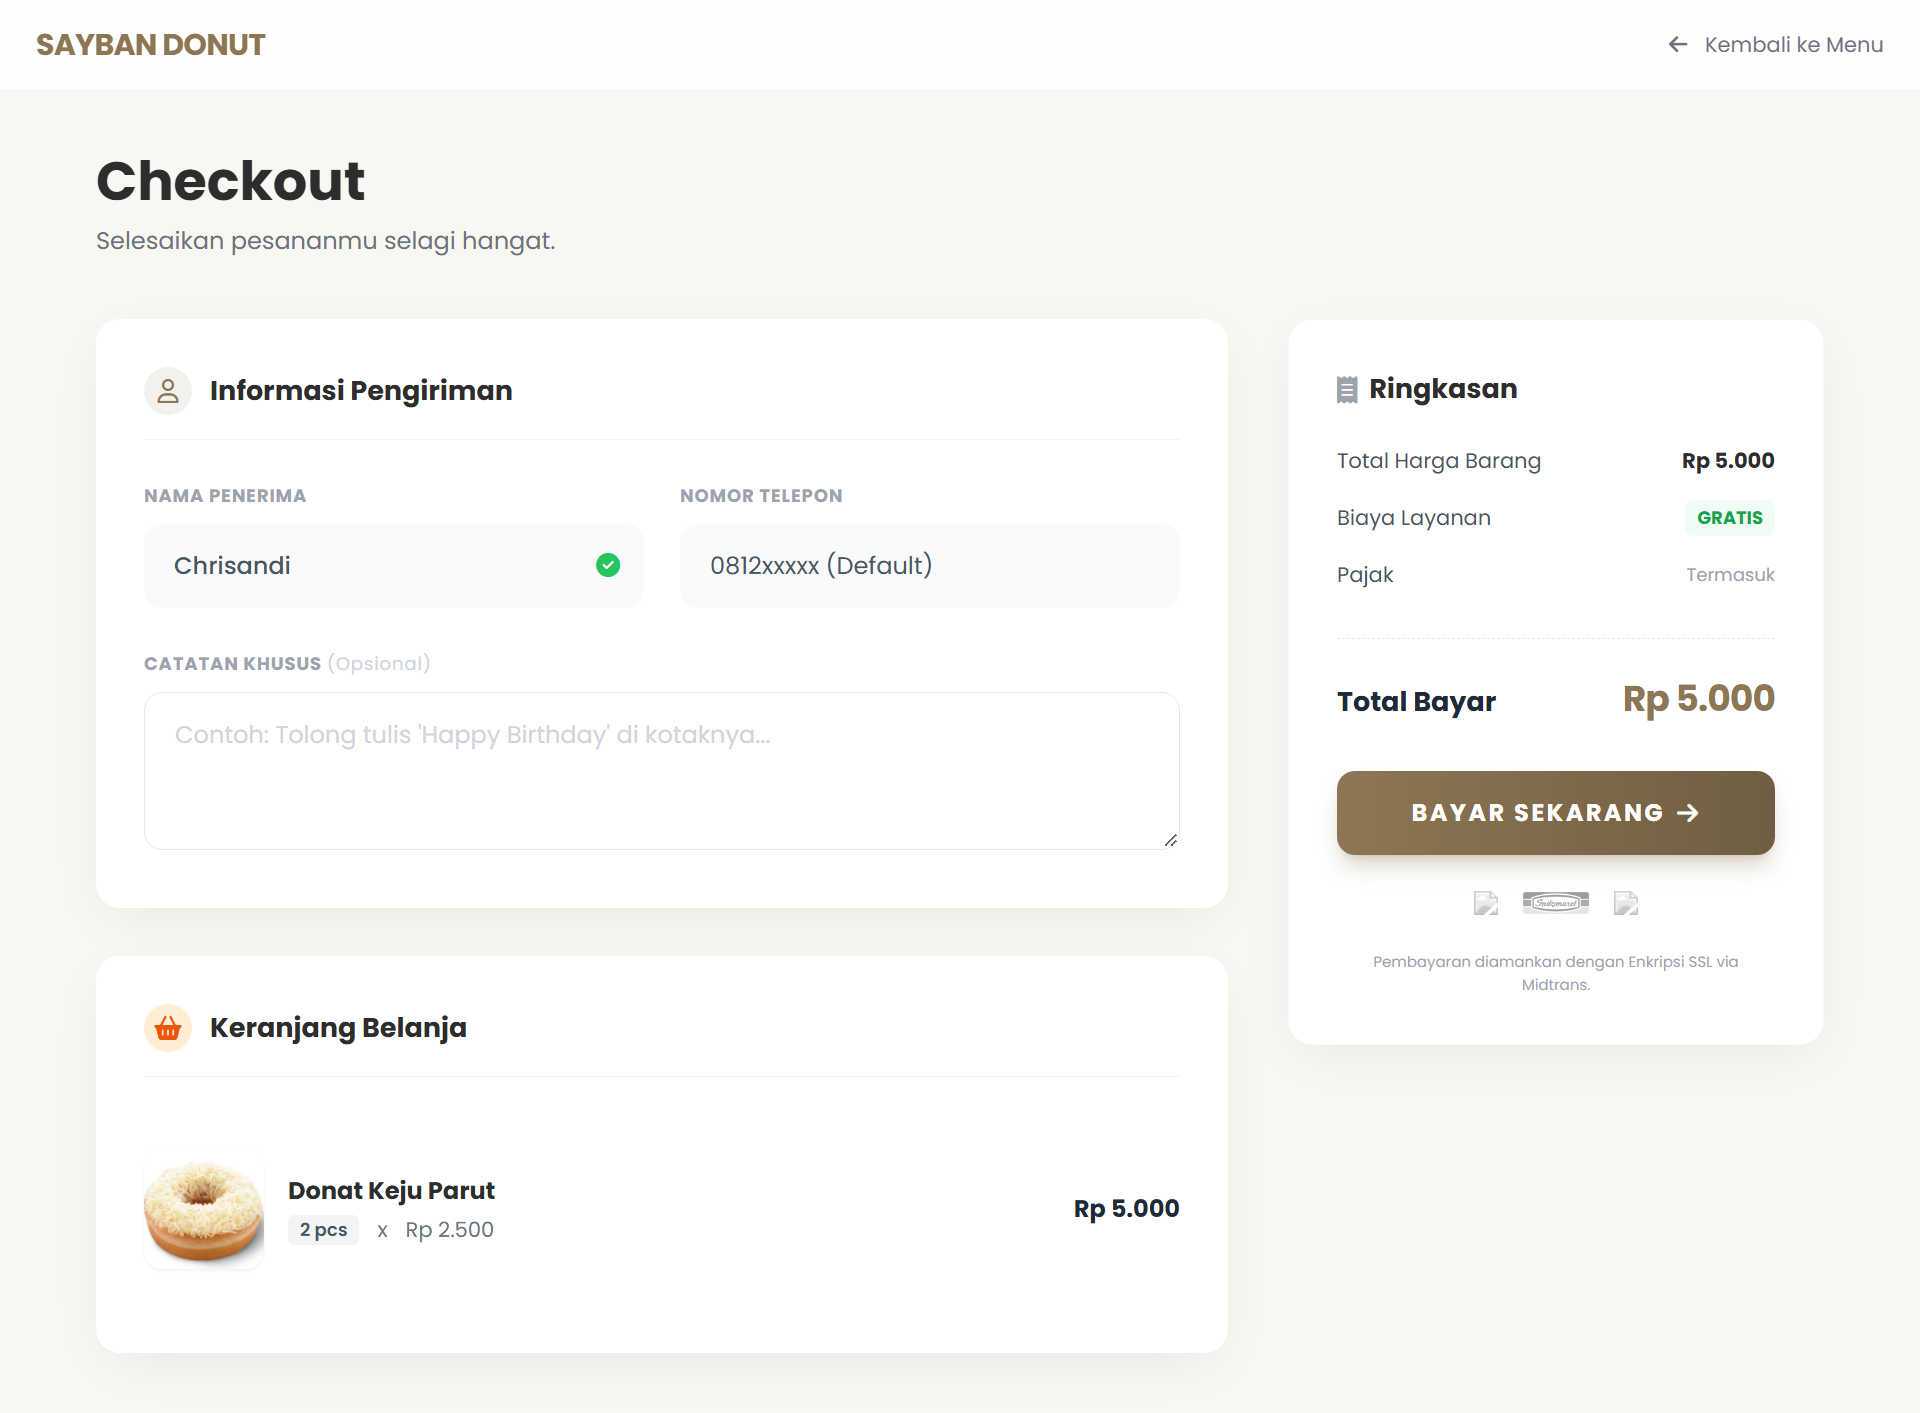 SAYBAN DONUT
Kembali ke Menu
Checkout
Selesaikan pesananmu selagi hangat.
Informasi Pengiriman
NAMA PENERIMA
NOMOR TELEPON
Chrisandi
0812xxxxx (Default)
CATATAN KHUSUS (Opsional)
Contoh: Tolong tulis 'Happy Birthday' di kotaknya...
Keranjang Belanja
Donat Keju Parut
2 pcs x Rp 2.500
Rp 5.000
Ringkasan
Total Harga Barang Rp 5.000
Biaya Layanan GRATIS
Pajak Termasuk
Total Bayar Rp 5.000
BAYAR SEKARANG
Indomaret
Pembayaran diamankan dengan Enkripsi SSL via
Midtrans.